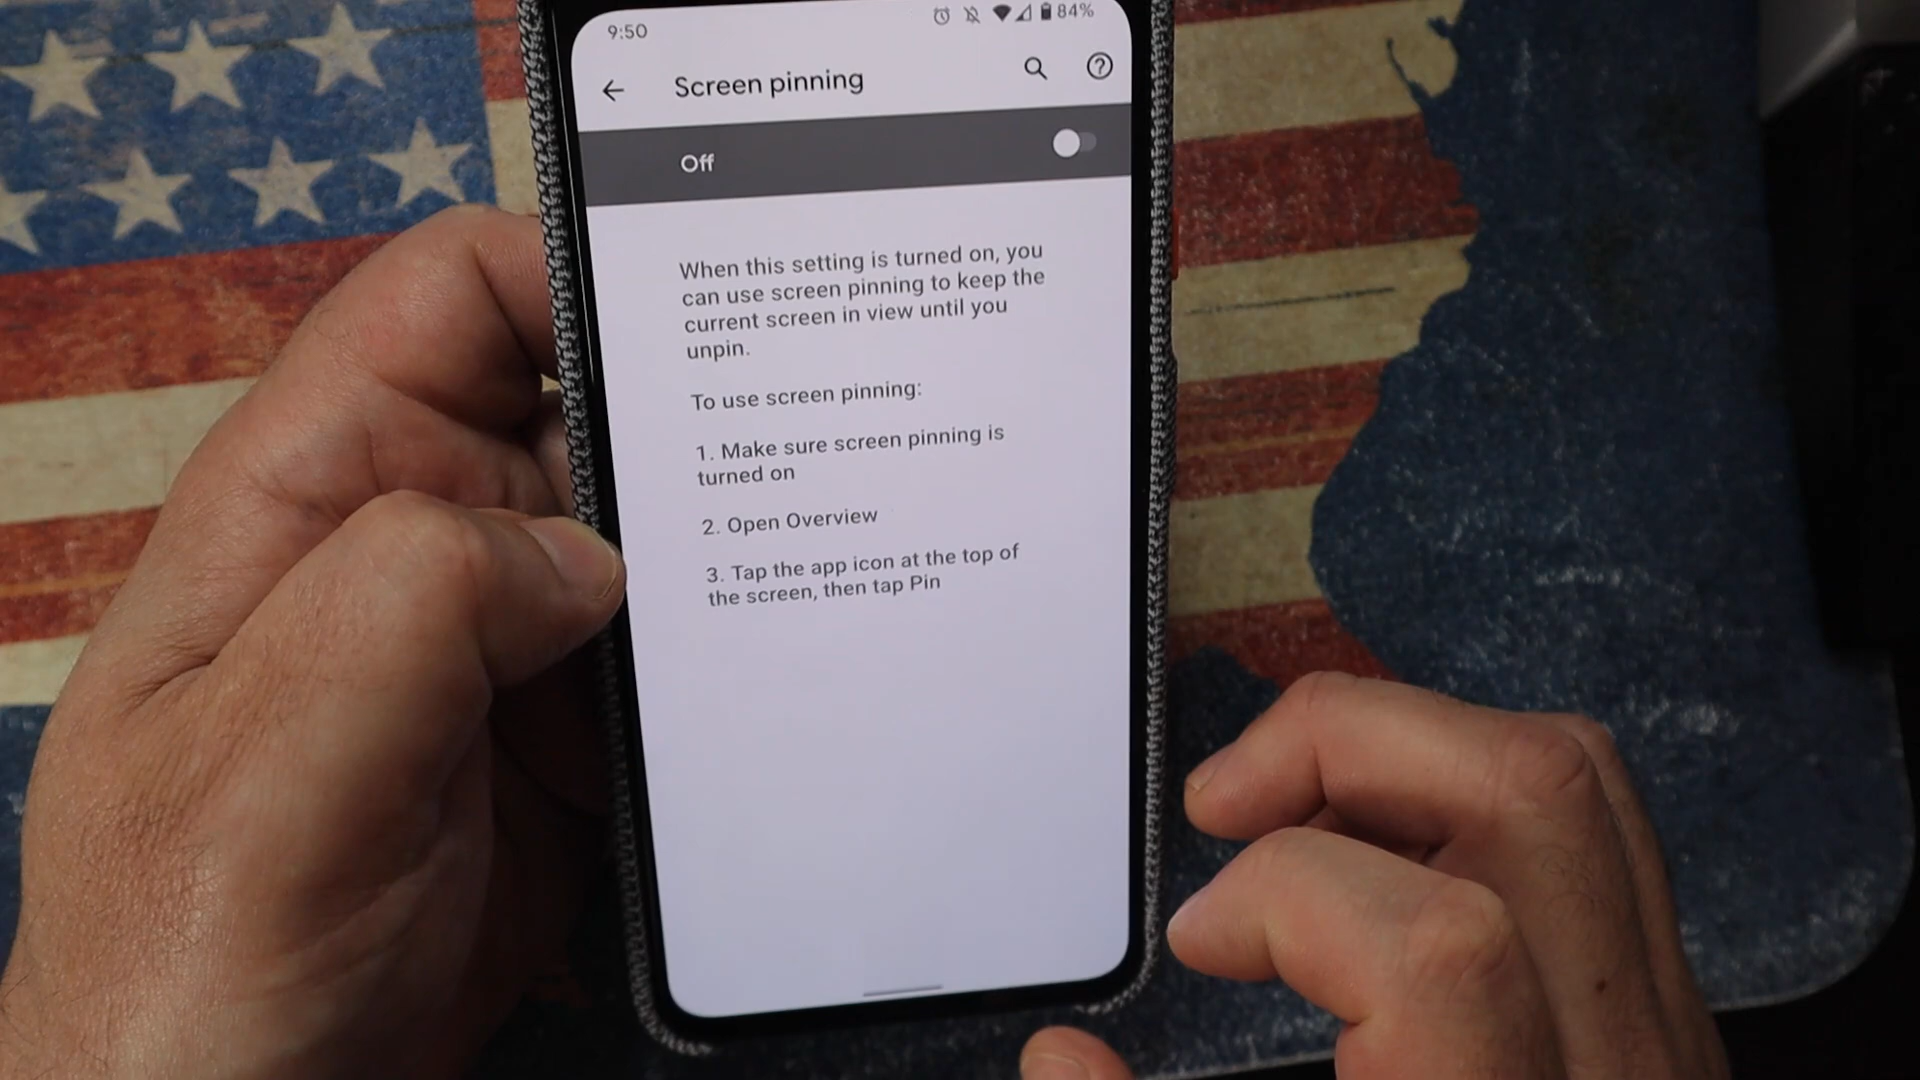 9:50
84%
Screen pinning
Off
When this setting is turned on, you
can use screen pinning to keep the
current screen in view until you
unpin.
To use screen pinning:
1. Make sure screen pinning is
turned on
2. Open Overview
3. Tap the app icon at the top of
the screen, then tap Pin